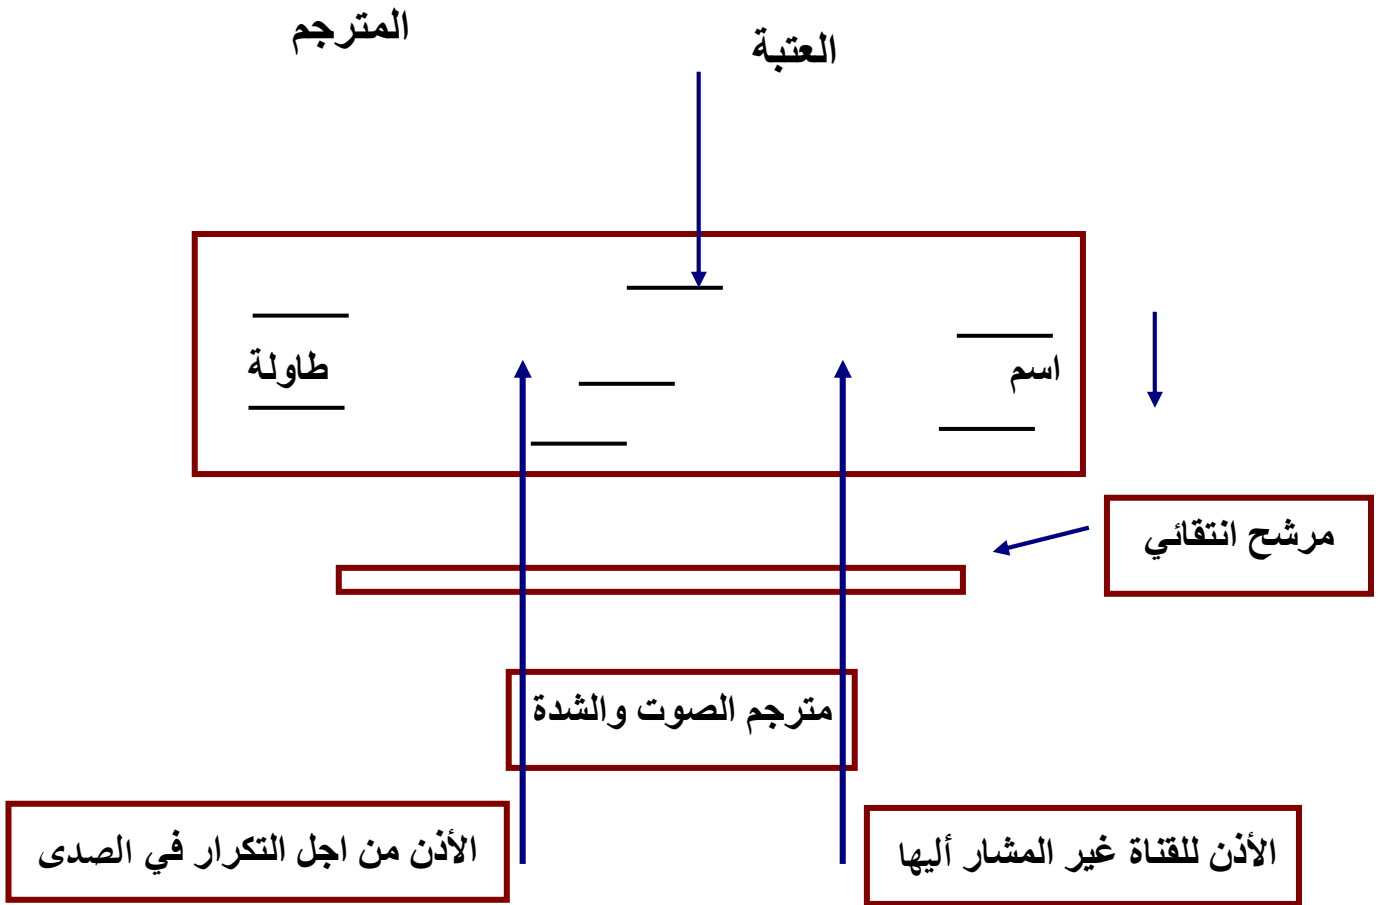 المترجم
العتبة
طاولة
اسم
مرشح انتقائي
مترجم الصوت والشدة
الأذن من اجل التكرار في الصدى
الأذن للقناة غير المشار أليها